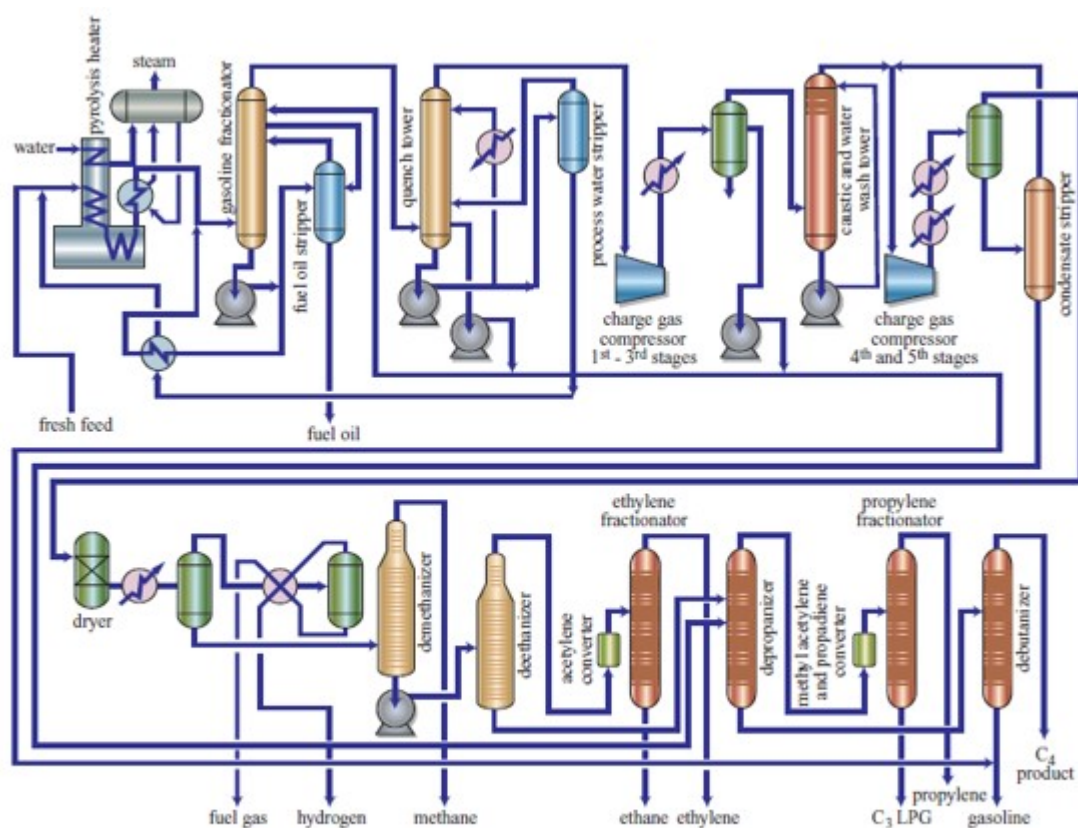 steam
pyrolysis heater
water
gasoline fractionator
fuel oil stripper
quench tower
process water stripper
caustic and water
wash tower
condensate stripper
charge gas
compressor
1st - 3rd stages
charge gas
compressor
4th and 5th stages
fresh feed
fuel oil
ethylene
fractionator
propylene
fractionator
dryer
demethanizer
deethanizer
acetylene
converter
depropanizer
methyl acetylene
and propadiene
converter
debutanizer
C4
product
propylene
fuel gas
hydrogen
methane
ethane
ethylene
C3 LPG
gasoline